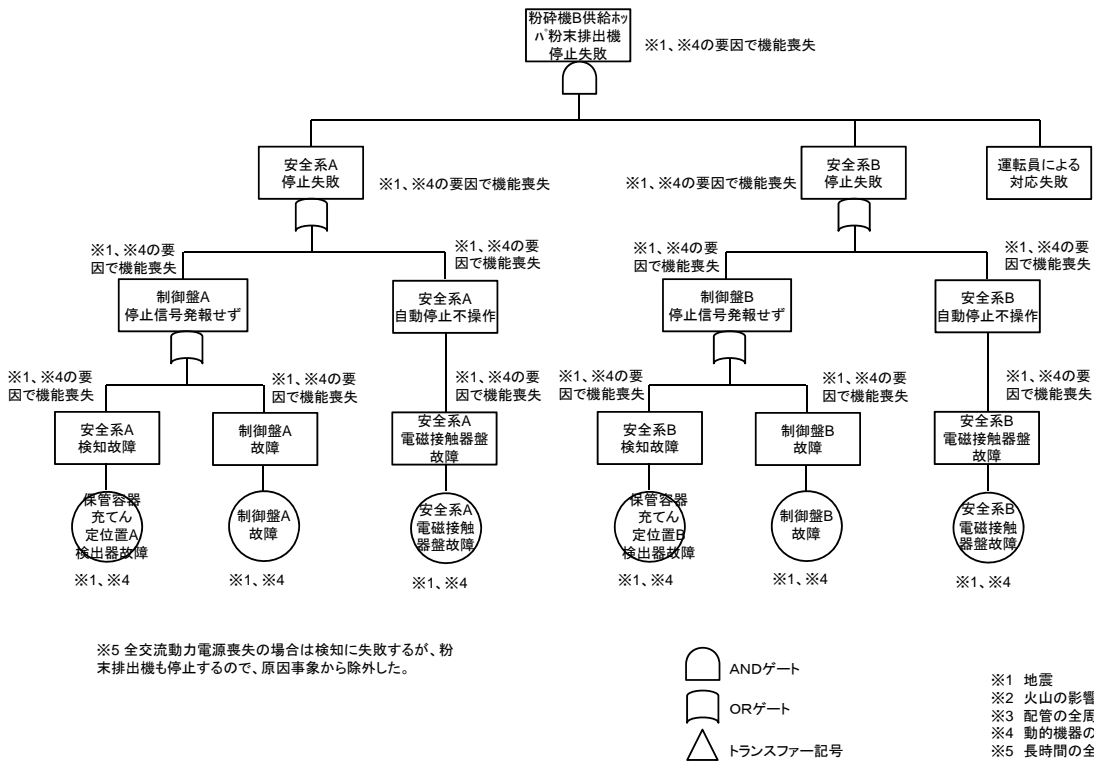 粉砕機B供給ホッ
パ粉末排出機
停止失敗
※1、※4の要因で機能喪失
安全系A
停止失敗
※1、※4の要因で機能喪失
※1、※4の要因で機能喪失
安全系B
停止失敗
運転員による
対応失敗
※1、※4の要
因で機能喪失
※1、※4の要
因で機能喪失
※1、※4の要
因で機能喪失
※1、※4の要
因で機能喪失
制御盤A
停止信号発報せず
安全系A
自動停止不操作
制御盤B
停止信号発報せず
安全系B
自動停止不操作
※1、※4の要
因で機能喪失
※1、※4の要
因で機能喪失
※1、※4の要
因で機能喪失
※1、※4の要
因で機能喪失
※1、※4の要
因で機能喪失
※1、※4の要
因で機能喪失
安全系A
検知故障
制御盤A
故障
安全系A
電磁接触器盤
故障
安全系B
検知故障
制御盤B
故障
安全系B
電磁接触器盤
故障
保管容器
充てん
定位置A
検出器故障
制御盤A
故障
安全系A
電磁接触
器盤故障
保管容器
充てん
定位置B
検出器故障
制御盤B
故障
安全系B
電磁接触
器盤故障
※1、※4
※1、※4
※1、※4
※1、※4
※1、※4
※1、※4
※5 全交流動力電源喪失の場合は検知に失敗するが、粉
末排出機も停止するので、原因事象から除外した。
ANDゲート
ORゲート
トランスファー記号
※1 地震
※2 火山の影響
※3 配管の全周
※4 動的機器の
※5 長時間の全